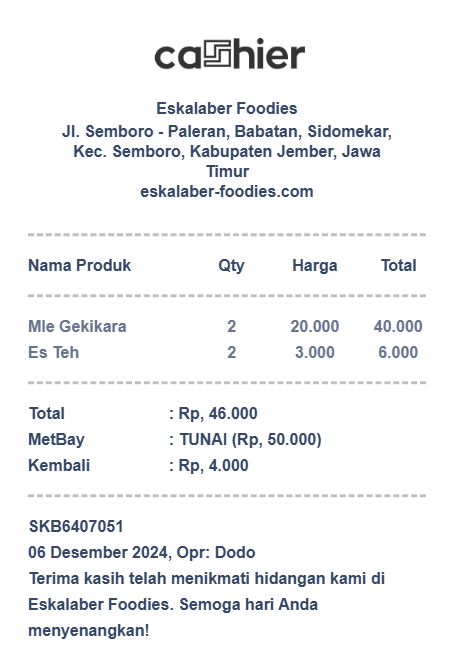 cashier
Eskalaber Foodies
Jl. Semboro - Paleran, Babatan, Sidomekar,
Kec. Semboro, Kabupaten Jember, Jawa
Timur
eskalaber-foodies.com
Nama Produk Qty Harga Total
MIe Gekikara 2 20.000 40.000
Es Teh 2 3.000 6.000
Total : Rp, 46.000
MetBay : TUNAI (Rp, 50.000)
Kembali : Rp, 4.000
SKB6407051
06 Desember 2024, Opr: Dodo
Terima kasih telah menikmati hidangan kami di
Eskalaber Foodies. Semoga hari Anda
menyenangkan!